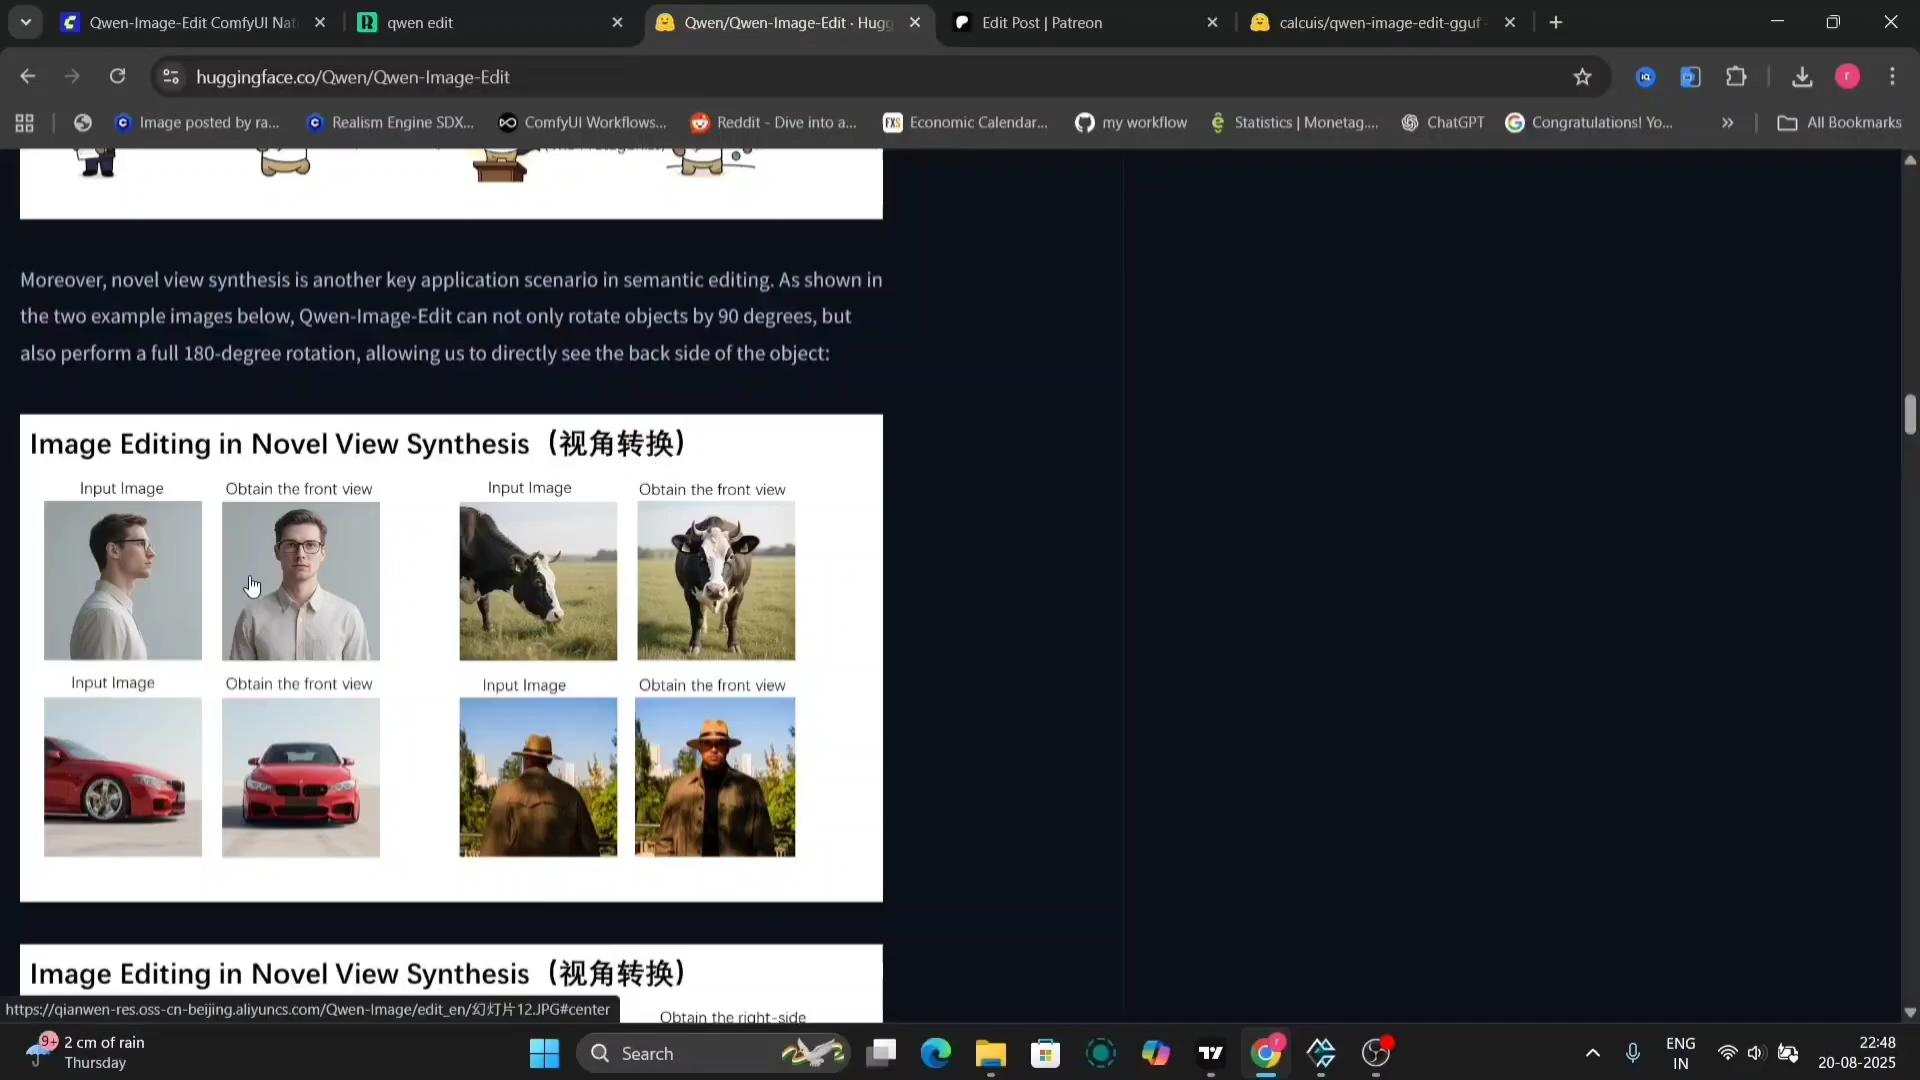 Qwen-Image-Edit ComfyUI Nat
qwen edit
Qwen/Qwen-Image-Edit · Hugg
Edit Post | Patreon
calcuis/qwen-image-edit-gguf
huggingface.co/Qwen/Qwen-Image-Edit
r
Image posted by ra...
Realism Engine SDX...
ComfyUI Workflows...
Reddit - Dive into a...
FXS
Economic Calendar...
my workflow
Statistics | Monetag....
ChatGPT
Congratulations! Yo...
All Bookmarks
Moreover, novel view synthesis is another key application scenario in semantic editing. As shown in
the two example images below, Qwen-Image-Edit can not only rotate objects by 90 degrees, but
also perform a full 180-degree rotation, allowing us to directly see the back side of the object:
Image Editing in Novel View Synthesis（视角转换）
Input Image
Obtain the front view
Input Image
Obtain the front view
Input Image
Obtain the front view
Input Image
Obtain the front view
Image Editing in Novel View Synthesis（视角转换）
Obtain the right-side
https://qianwen-res.oss-cn-beijing.aliyuncs.com/Qwen-Image/edit_en/幻灯片12.JPG#center
9+
2 cm of rain
Thursday
Search
ENG
IN
22:48
20-08-2025